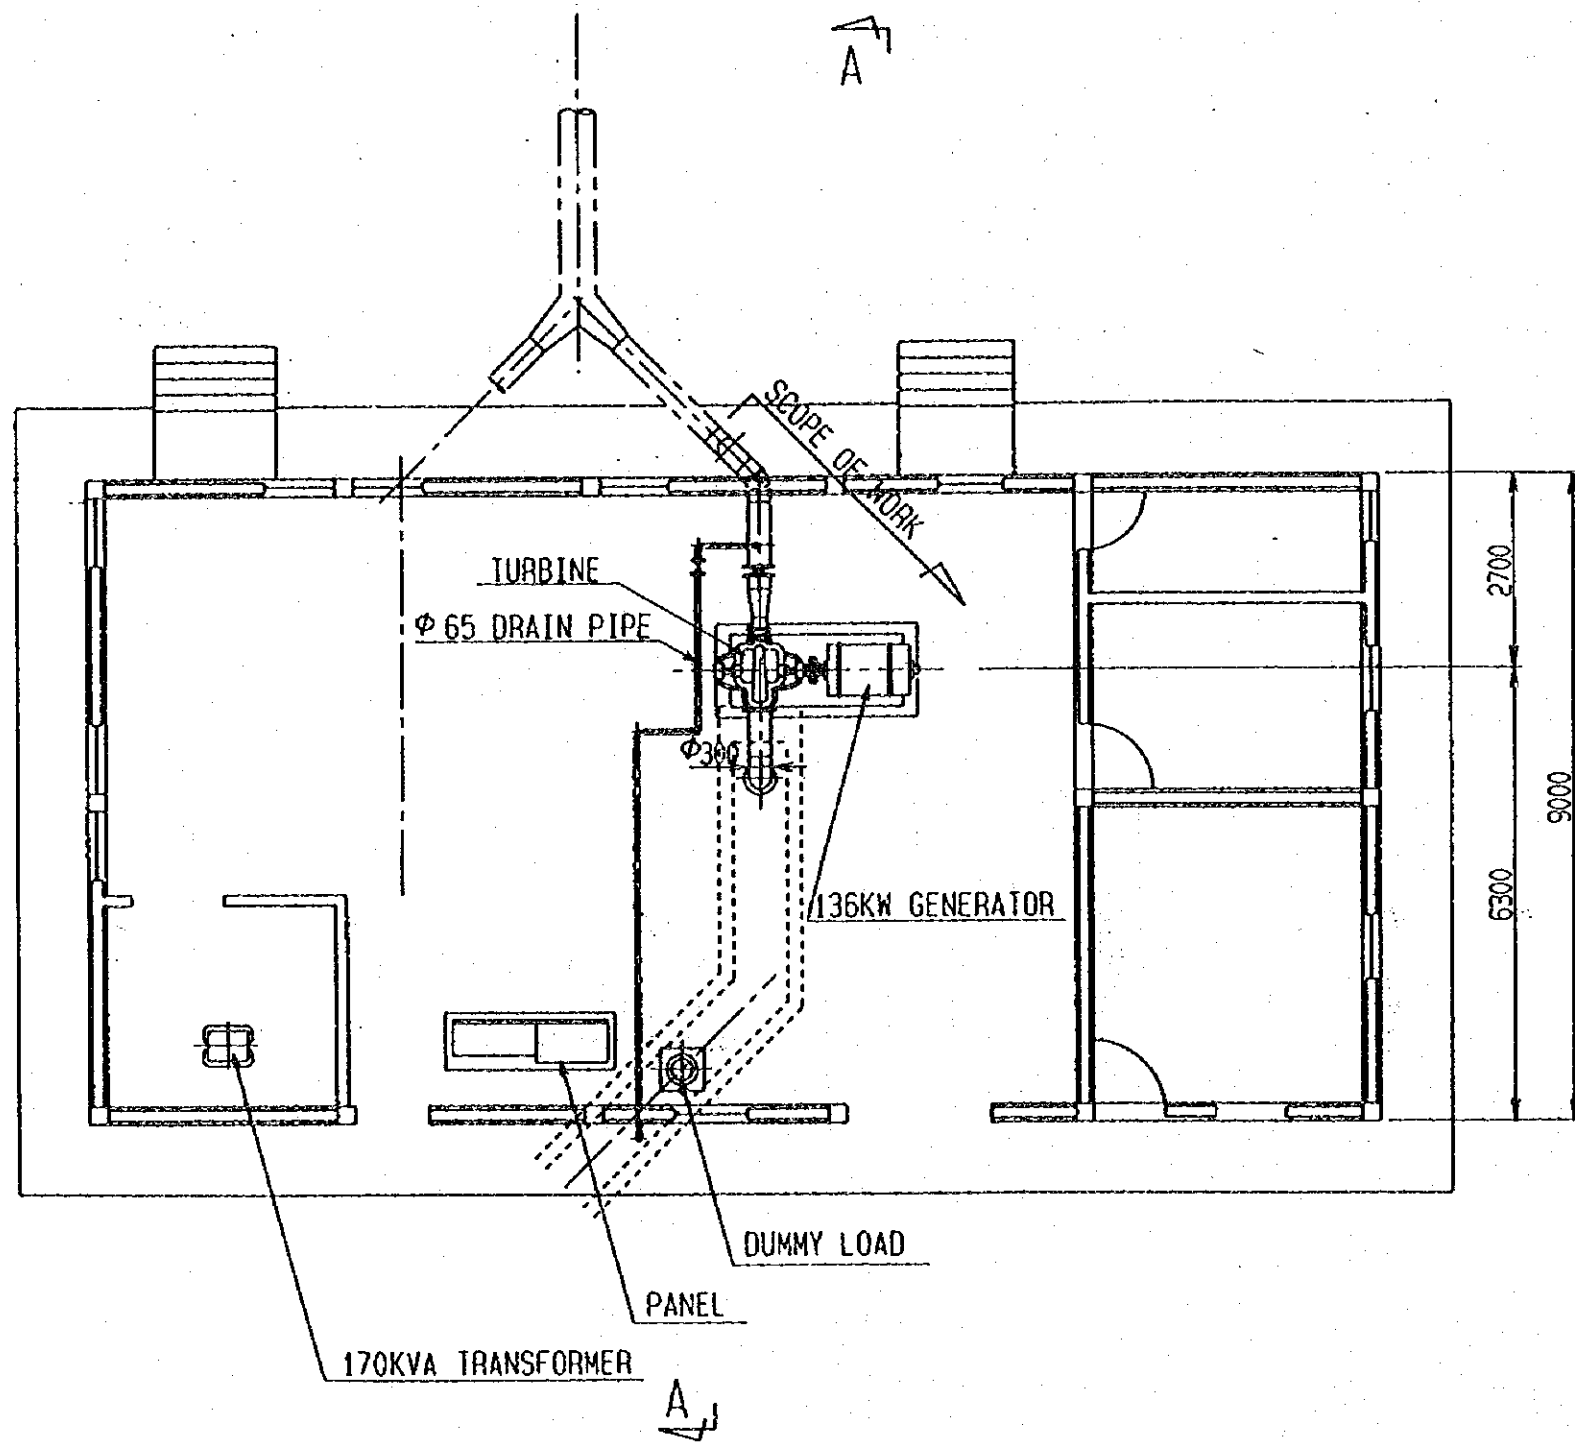 A
SCOPE OF WORK
TURBINE
φ 65 DRAIN PIPE
2700
φ300
9000
6300
136KW GENERATOR
DUMMY LOAD
PANEL
170KVA TRANSFORMER
A